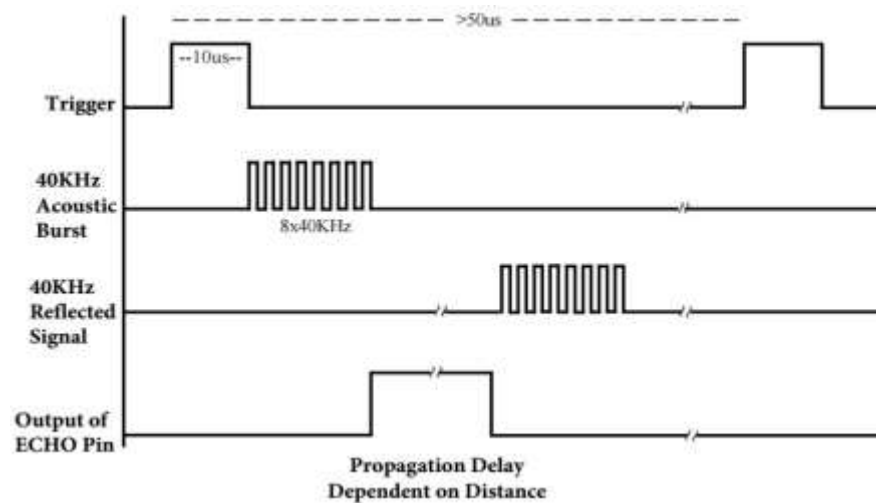 >50us
--10us--
Trigger
40KHz
Acoustic
Burst
8x40KHz
40KHz
Reflected
Signal
Output of
ECHO Pin
Propagation Delay
Dependent on Distance